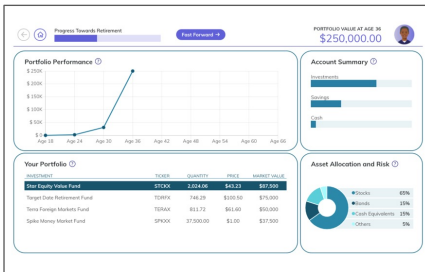 Progress Towards Retirement
Fast Forward →
PORTFOLIO VALUE AT AGE 36
$250,000.00
Portfolio Performance ?
$ 250K
$ 200K
$ 150K
$ 100K
$ 50K
$ 0
Age 18 Age 24 Age 30 Age 36 Age 42 Age 48 Age 54 Age 60 Age 66
Account Summary ?
Investments
Savings
Cash
Your Portfolio ?
INVESTMENT TICKER QUANTITY PRICE MARKET VALUE
Star Equity Value Fund STCKX 2,024.06 $43.23 $87,500
Target Date Retirement Fund TDRFX 746.29 $100.50 $75,000
Terra Foreign Markets Fund TERAX 811.72 $61.60 $50,000
Spike Money Market Fund SPKXX 37,500.00 $1.00 $37,500
Asset Allocation and Risk ?
Stocks 65%
Bonds 15%
Cash Equivalents 15%
Others 5%